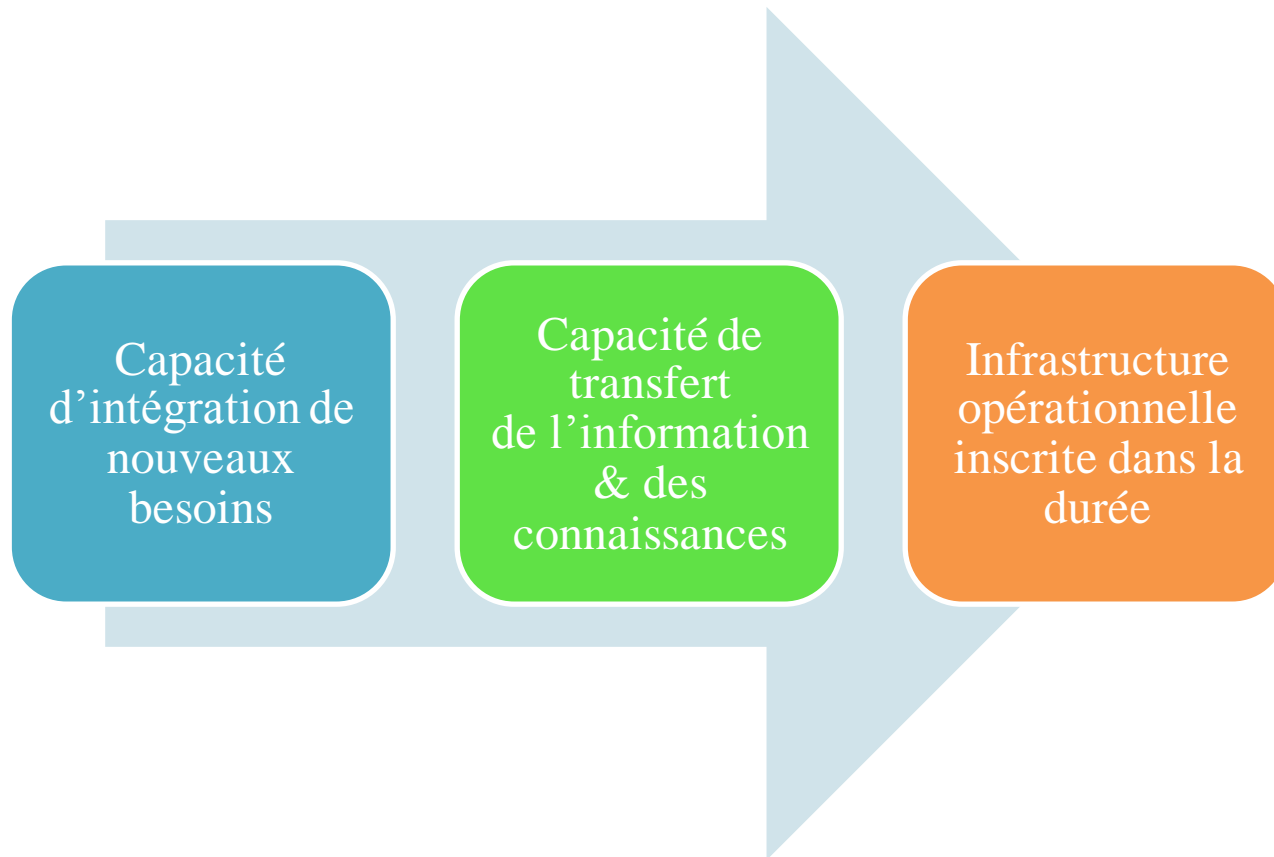 Capacité
d’intégration de
nouveaux
besoins
Capacité de
transfert
de l’information
& des
connaissances
Infrastructure
opérationnelle
inscrite dans la
durée